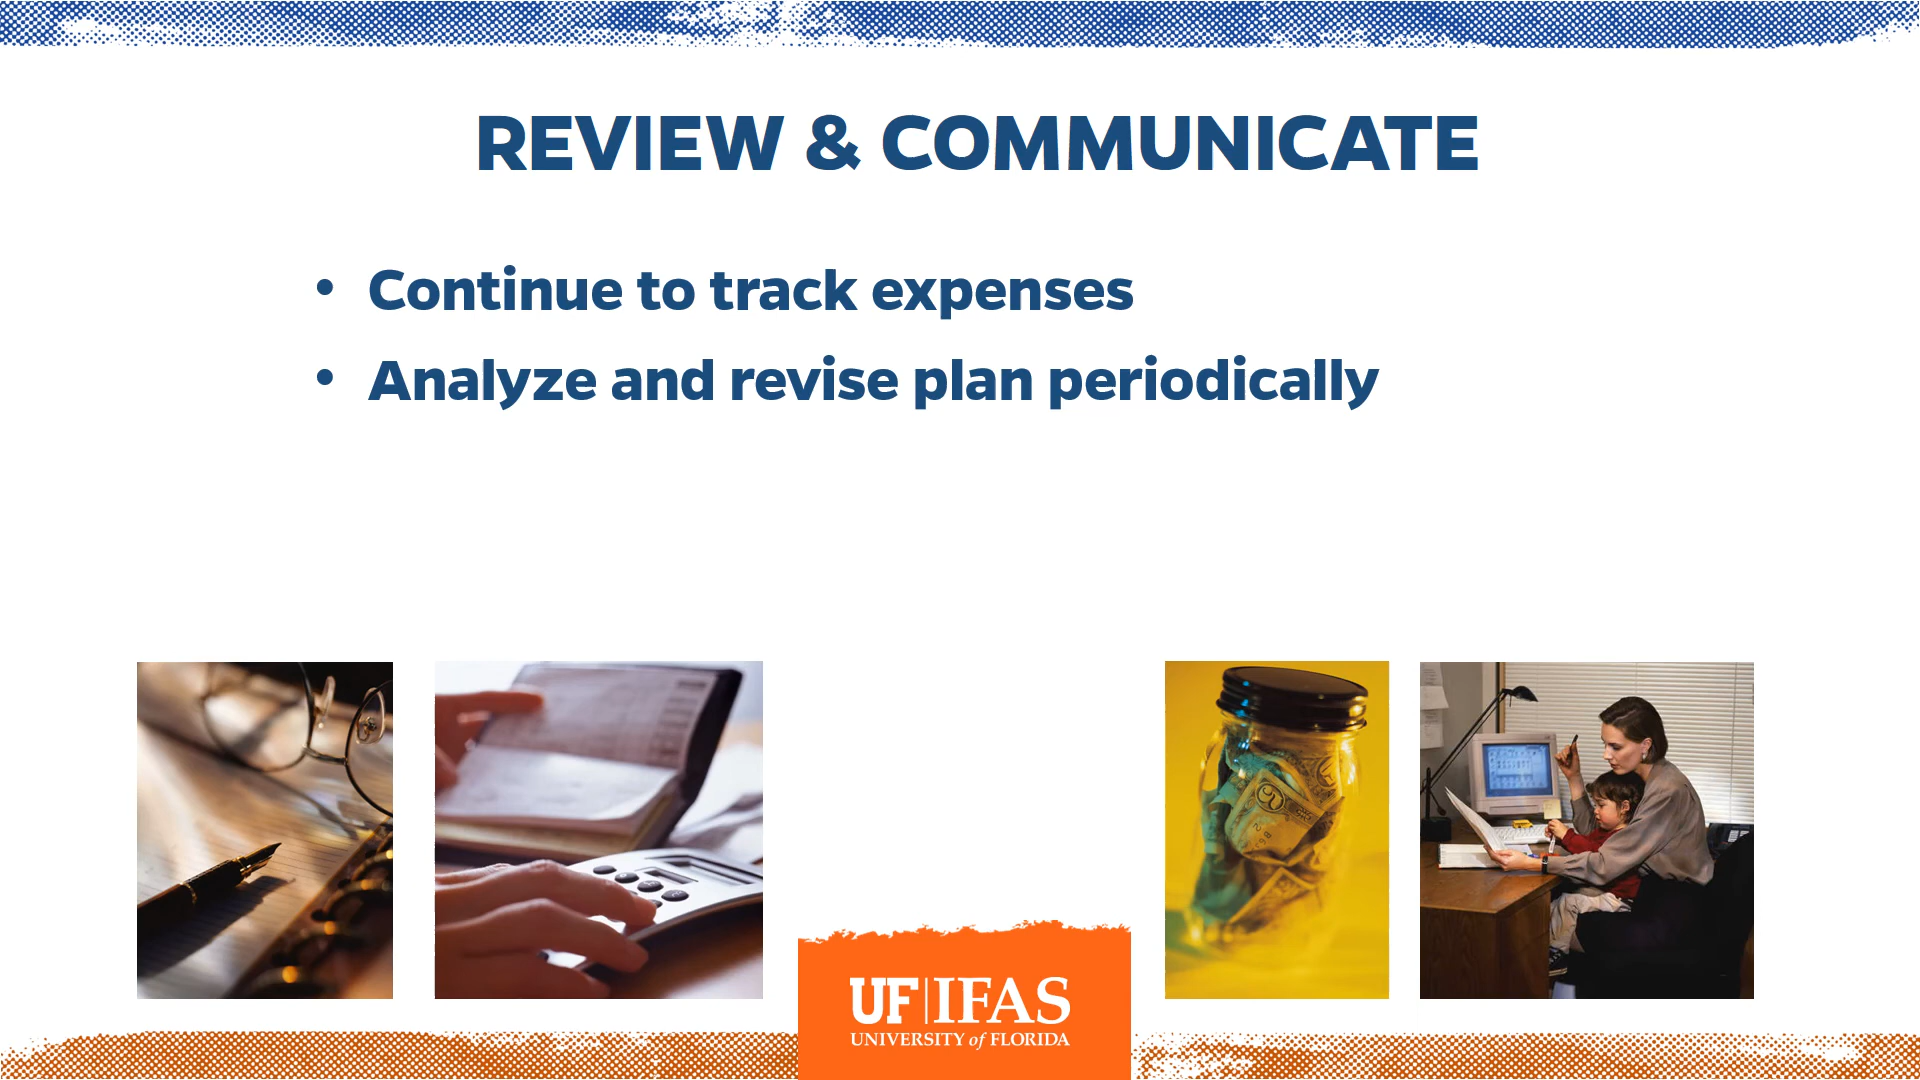 REVIEW & COMMUNICATE
• Continue to track expenses
• Analyze and revise plan periodically
UF|IFAS
UNIVERSITY of FLORIDA